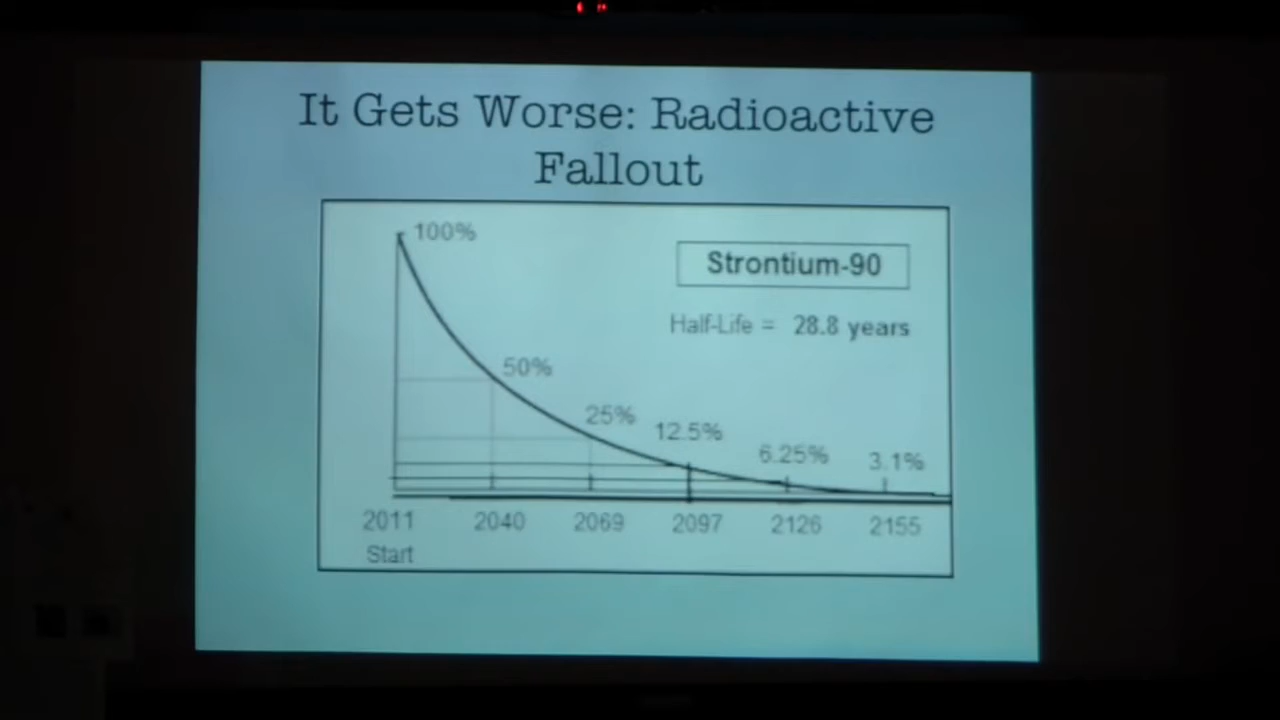 It Gets Worse: Radioactive
Fallout
100%
Strontium-90
Half-Life = 28.8 years
50%
25%
12.5%
6.25%
3.1%
2011 2040 2069 2097 2126 2155
Start